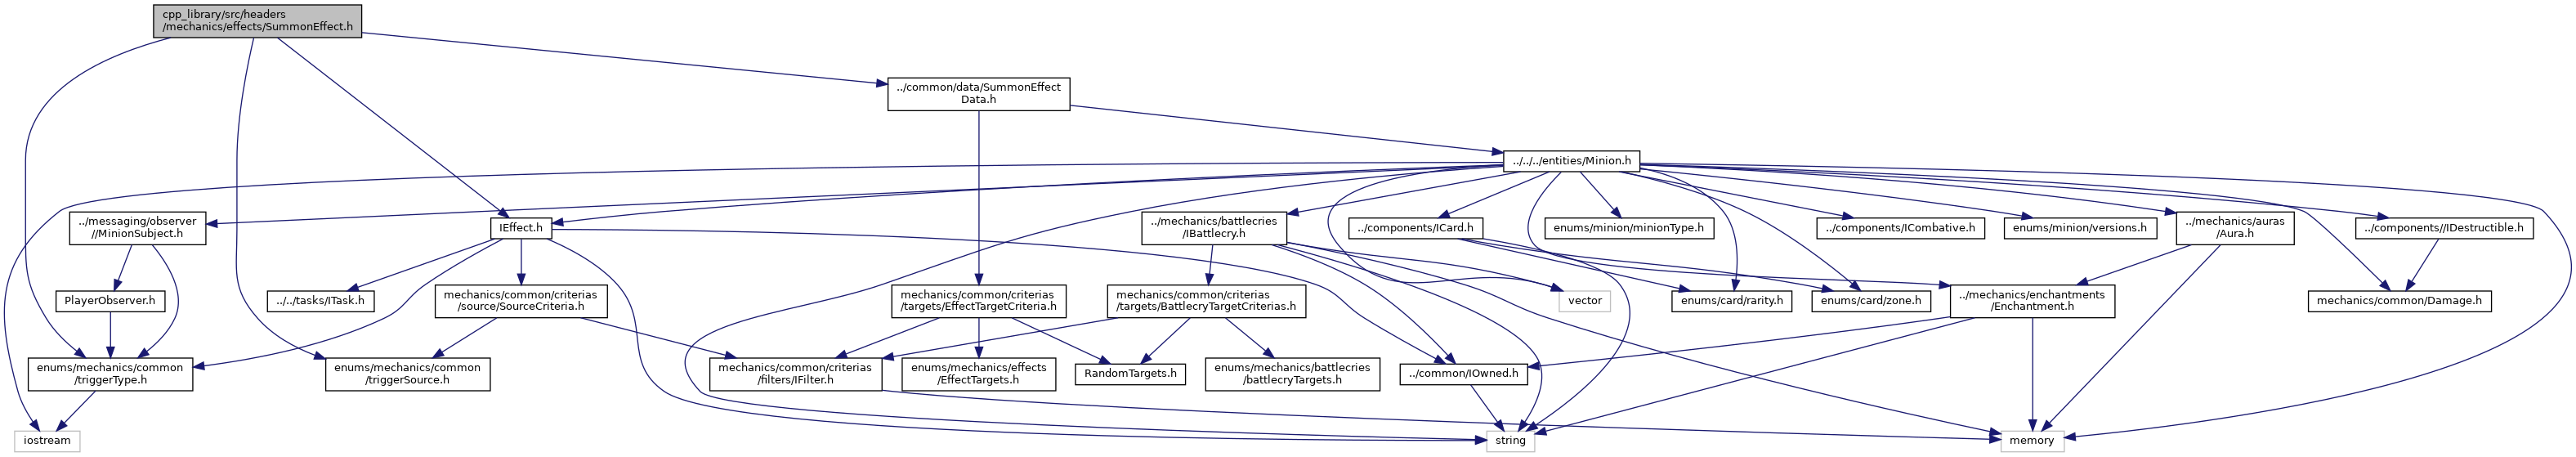 cpp_library/src/headers
/mechanics/effects/SummonEffect.h
../common/data/SummonEffect
Data.h
../../../entities/Minion.h
../messaging/observer
//MinionSubject.h
IEffect.h
../mechanics/battlecries
/IBattlecry.h
../components/ICard.h
enums/minion/minionType.h
../components/ICombative.h
enums/minion/versions.h
../mechanics/auras
/Aura.h
../components//IDestructible.h
PlayerObserver.h
../../tasks/ITask.h
mechanics/common/criterias
/source/SourceCriteria.h
mechanics/common/criterias
/targets/EffectTargetCriteria.h
mechanics/common/criterias
/targets/BattlecryTargetCriterias.h
vector
enums/card/rarity.h
enums/card/zone.h
../mechanics/enchantments
/Enchantment.h
mechanics/common/Damage.h
enums/mechanics/common
/triggerType.h
enums/mechanics/common
/triggerSource.h
mechanics/common/criterias
/filters/IFilter.h
enums/mechanics/effects
/EffectTargets.h
RandomTargets.h
enums/mechanics/battlecries
/battlecryTargets.h
../common/IOwned.h
iostream
string
memory